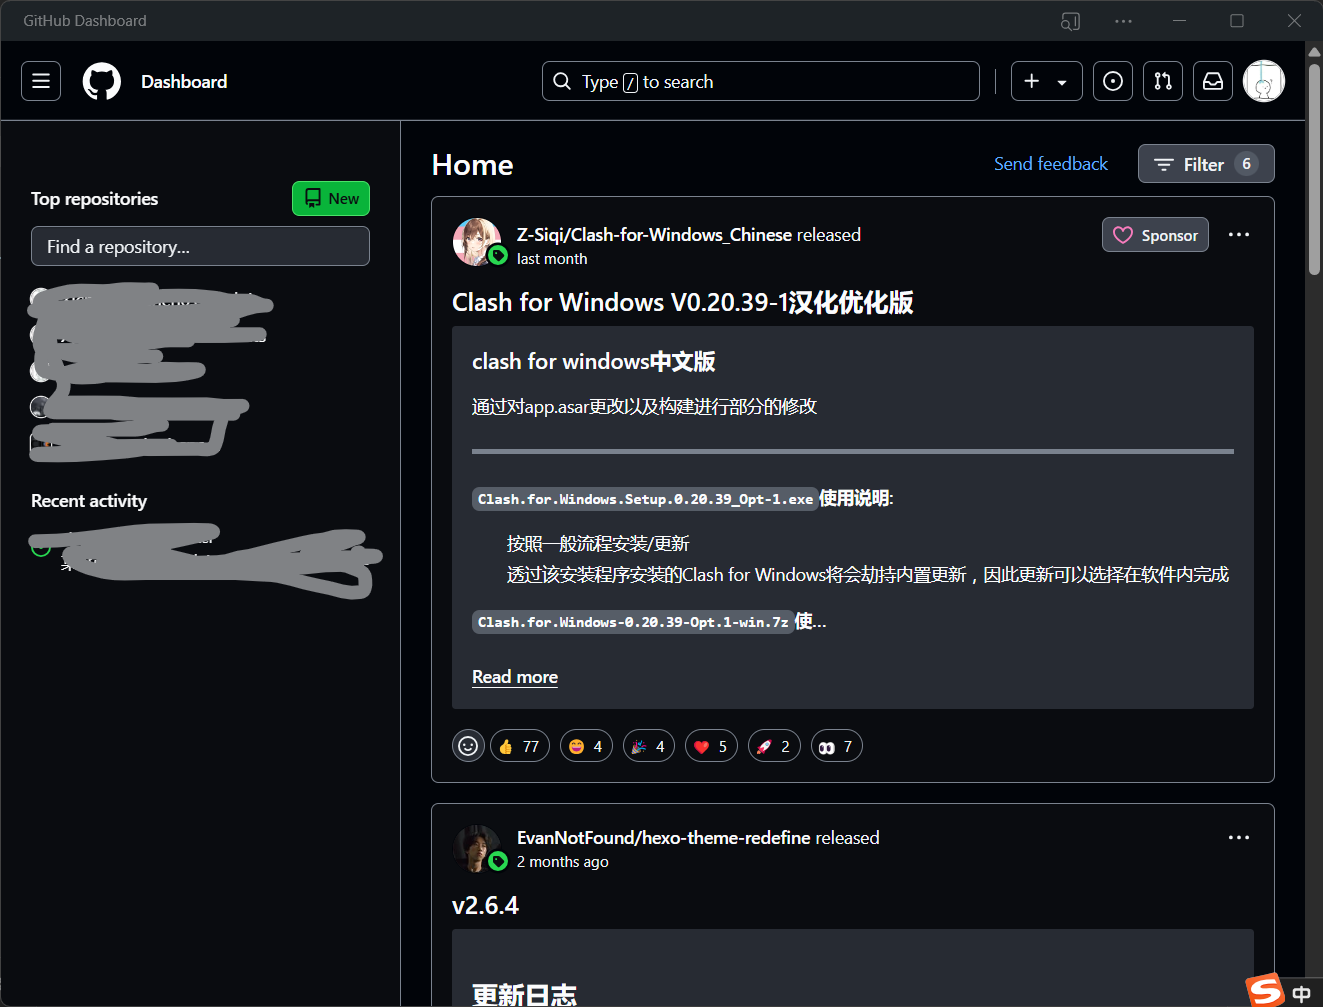 GitHub Dashboard
Dashboard
Type / to search
Top repositories
New
Find a repository...
Recent activity
Home
Send feedback
Filter 6
Z-Siqi/Clash-for-Windows_Chinese released
last month
Sponsor
Clash for Windows V0.20.39-1汉化优化版
clash for windows中文版
通过对app.asar更改以及构建进行部分的修改
Clash.for.Windows.Setup.0.20.39_Opt-1.exe使用说明:
按照一般流程安装/更新
透过该安装程序安装的Clash for Windows将会劫持内置更新，因此更新可以选择在软件内完成
Clash.for.Windows-0.20.39-Opt.1-win.7z使...
Read more
77 4 4 5 2 7
EvanNotFound/hexo-theme-redefine released
2 months ago
v2.6.4
更新日志
S 中